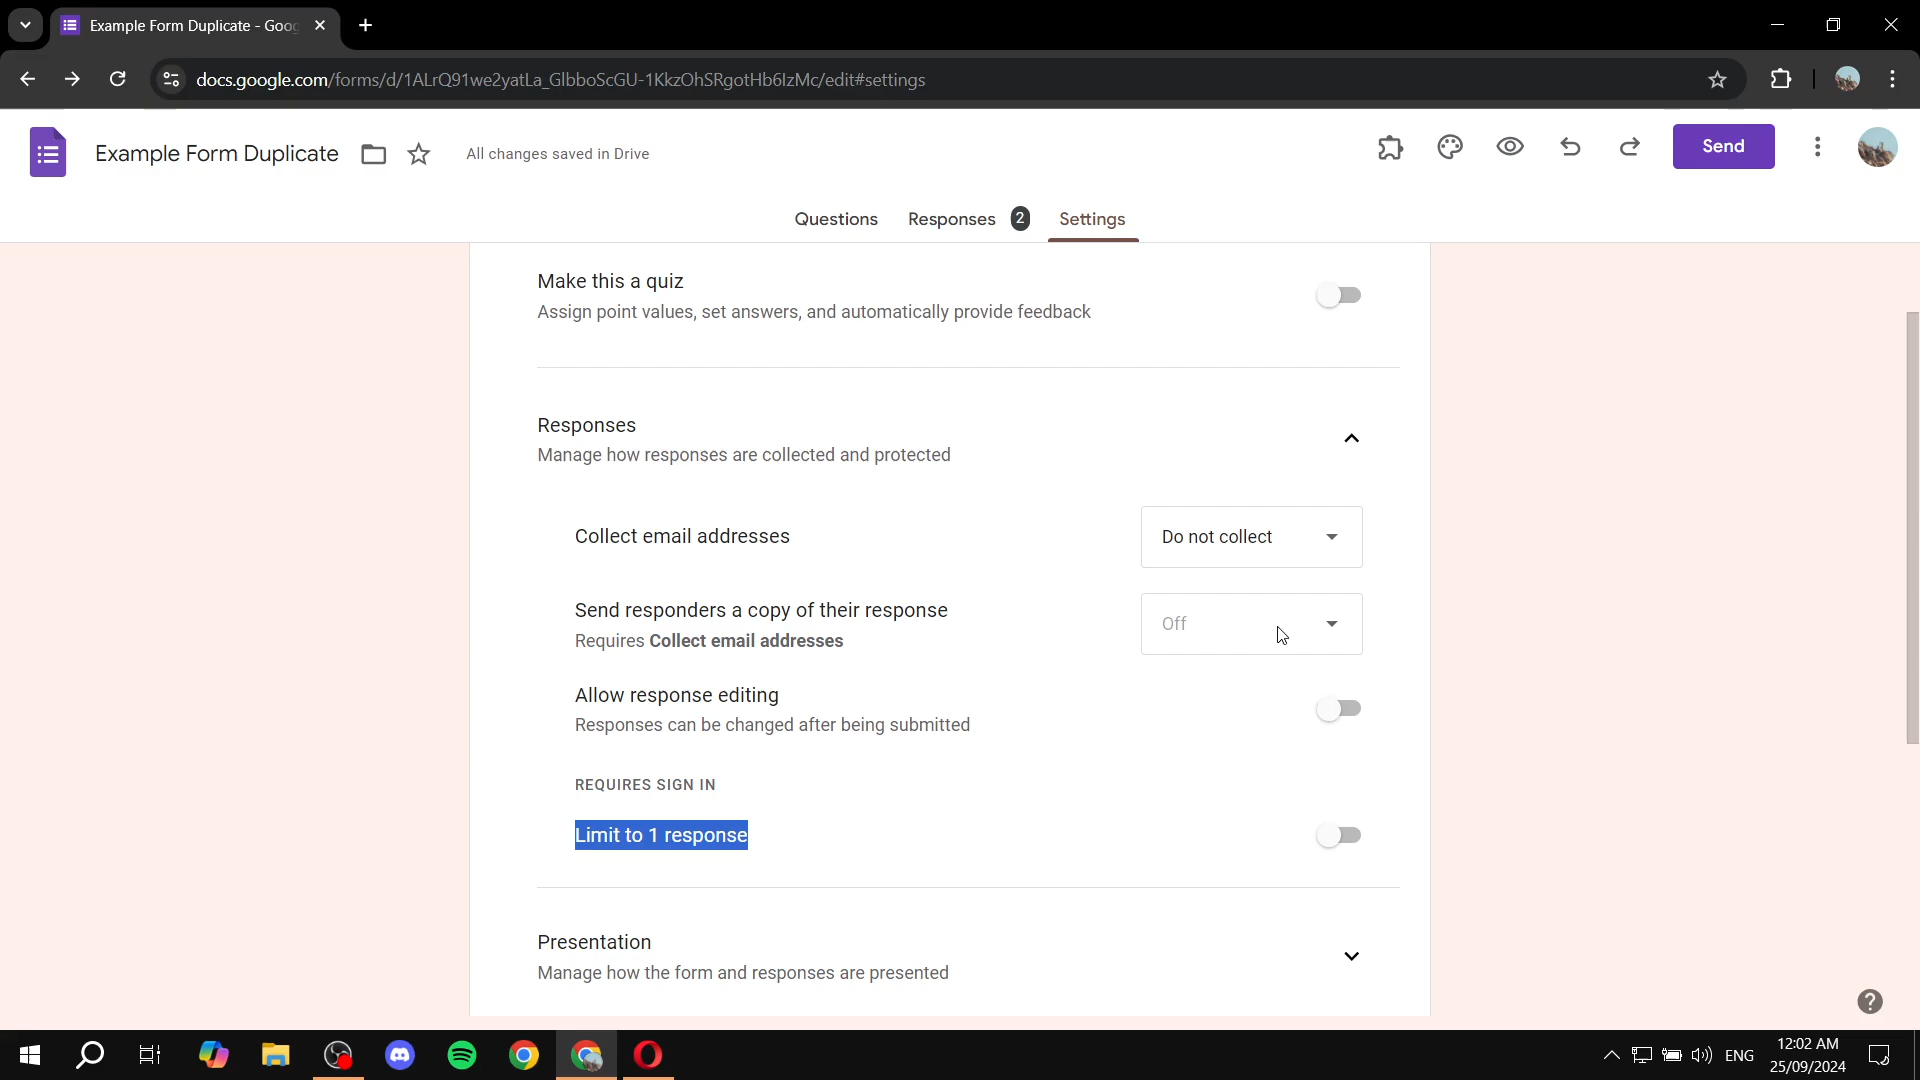 Example Form Duplicate - Goog
docs.google.com/forms/d/1ALrQ91we2yatLa_GlbboScGU-1KkzOhSRgotHb6lzMc/edit#settings
Example Form Duplicate
All changes saved in Drive
Send
Questions
Responses 2
Settings
Make this a quiz
Assign point values, set answers, and automatically provide feedback
Responses
Manage how responses are collected and protected
Collect email addresses
Do not collect
Send responders a copy of their response
Requires Collect email addresses
Off
Allow response editing
Responses can be changed after being submitted
REQUIRES SIGN IN
Limit to 1 response
Presentation
Manage how the form and responses are presented
ENG
12:02 AM
25/09/2024